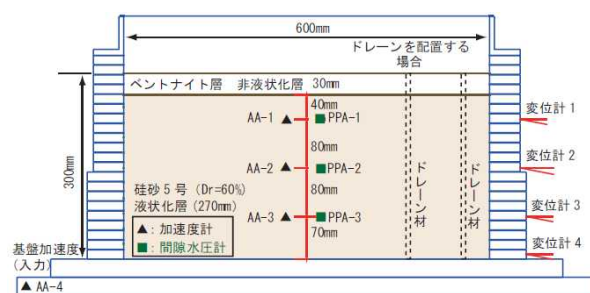 600mm
ドレーンを配置する
場合
ベントナイト層 非液状化層 30mm
40mm
AA-1 ▲ ■ PPA-1
変位計 1
80mm
AA-2 ▲ ■ PPA-2
変位計 2
300mm
80mm
硅砂 5 号 (Dr=60%)
液状化層 (270mm)
AA-3 ▲ ■ PPA-3
変位計 3
▲ : 加速度計
■ : 間隙水圧計
70mm
ドレーン材
ドレーン材
変位計 4
基盤加速度
(入力)
▲ AA-4